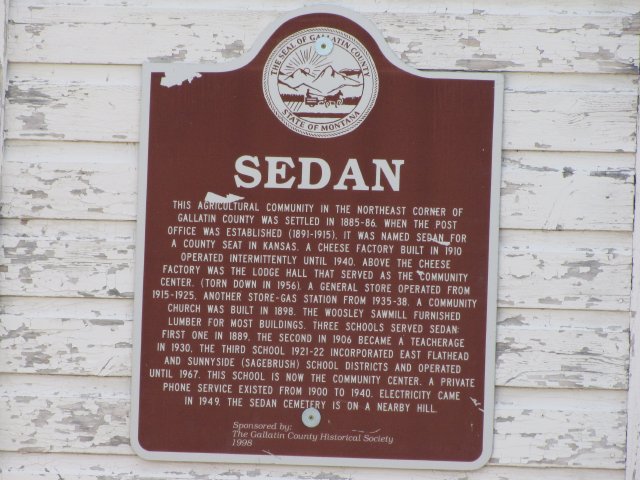 THE SEAL OF GALLATIN COUNTY
STATE OF MONTANA
SEDAN
THIS AGRICULTURAL COMMUNITY IN THE NORTHEAST CORNER OF
GALLATIN COUNTY WAS SETTLED IN 1885-86. WHEN THE POST
OFFICE WAS ESTABLISHED (1891-1915), IT WAS NAMED SEDAN FOR
A COUNTY SEAT IN KANSAS. A CHEESE FACTORY BUILT IN 1910
OPERATED INTERMITTENTLY UNTIL 1940. ABOVE THE CHEESE
FACTORY WAS THE LODGE HALL THAT SERVED AS THE COMMUNITY
CENTER. (TORN DOWN IN 1956). A GENERAL STORE OPERATED FROM
1915-1925, ANOTHER STORE-GAS STATION FROM 1935-38. A COMMUNITY
CHURCH WAS BUILT IN 1898. THE WOOSLEY SAWMILL FURNISHED
LUMBER FOR MOST BUILDINGS. THREE SCHOOLS SERVED SEDAN:
FIRST ONE IN 1889, THE SECOND IN 1906 BECAME A TEACHERAGE
IN 1930, THE THIRD SCHOOL 1921-22 INCORPORATED EAST FLATHEAD
AND SUNNYSIDE (SAGEBRUSH) SCHOOL DISTRICTS AND OPERATED
UNTIL 1967. THIS SCHOOL IS NOW THE COMMUNITY CENTER. A PRIVATE
PHONE SERVICE EXISTED FROM 1900 TO 1940. ELECTRICITY CAME
IN 1949. THE SEDAN CEMETERY IS ON A NEARBY HILL.
Sponsored by:
The Gallatin County Historical Society
1998